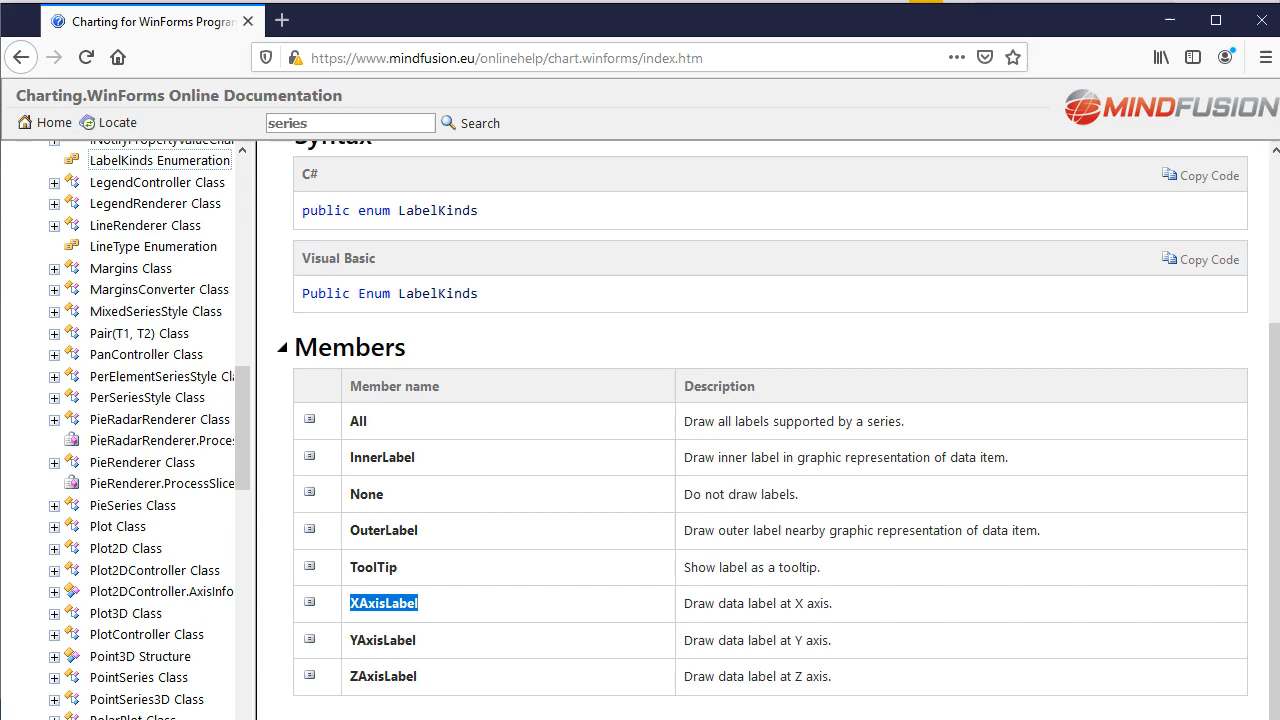 Charting for WinForms Progra
https://www.mindfusion.eu/onlinehelp/chart.winforms/index.htm
Charting.WinForms Online Documentation
Home Locate series Search
MINDFUSION
LabelKinds Enumeration
LegendController Class
LegendRenderer Class
LineRenderer Class
LineType Enumeration
Margins Class
MarginsConverter Class
MixedSeriesStyle Class
Pair(T1, T2) Class
PanController Class
PerElementSeriesStyle Cl
PerSeriesStyle Class
PieRadarRenderer Class
PieRadarRenderer.Proces
PieRenderer Class
PieRenderer.ProcessSlice
PieSeries Class
Plot Class
Plot2D Class
Plot2DController Class
Plot2DController.AxisInfo
Plot3D Class
PlotController Class
Point3D Structure
PointSeries Class
PointSeries3D Class
PolarPlot Class
Syntax
C# Copy Code
public enum LabelKinds
Visual Basic Copy Code
Public Enum LabelKinds
Members
Member name Description
All Draw all labels supported by a series.
InnerLabel Draw inner label in graphic representation of data item.
None Do not draw labels.
OuterLabel Draw outer label nearby graphic representation of data item.
ToolTip Show label as a tooltip.
XAxisLabel Draw data label at X axis.
YAxisLabel Draw data label at Y axis.
ZAxisLabel Draw data label at Z axis.